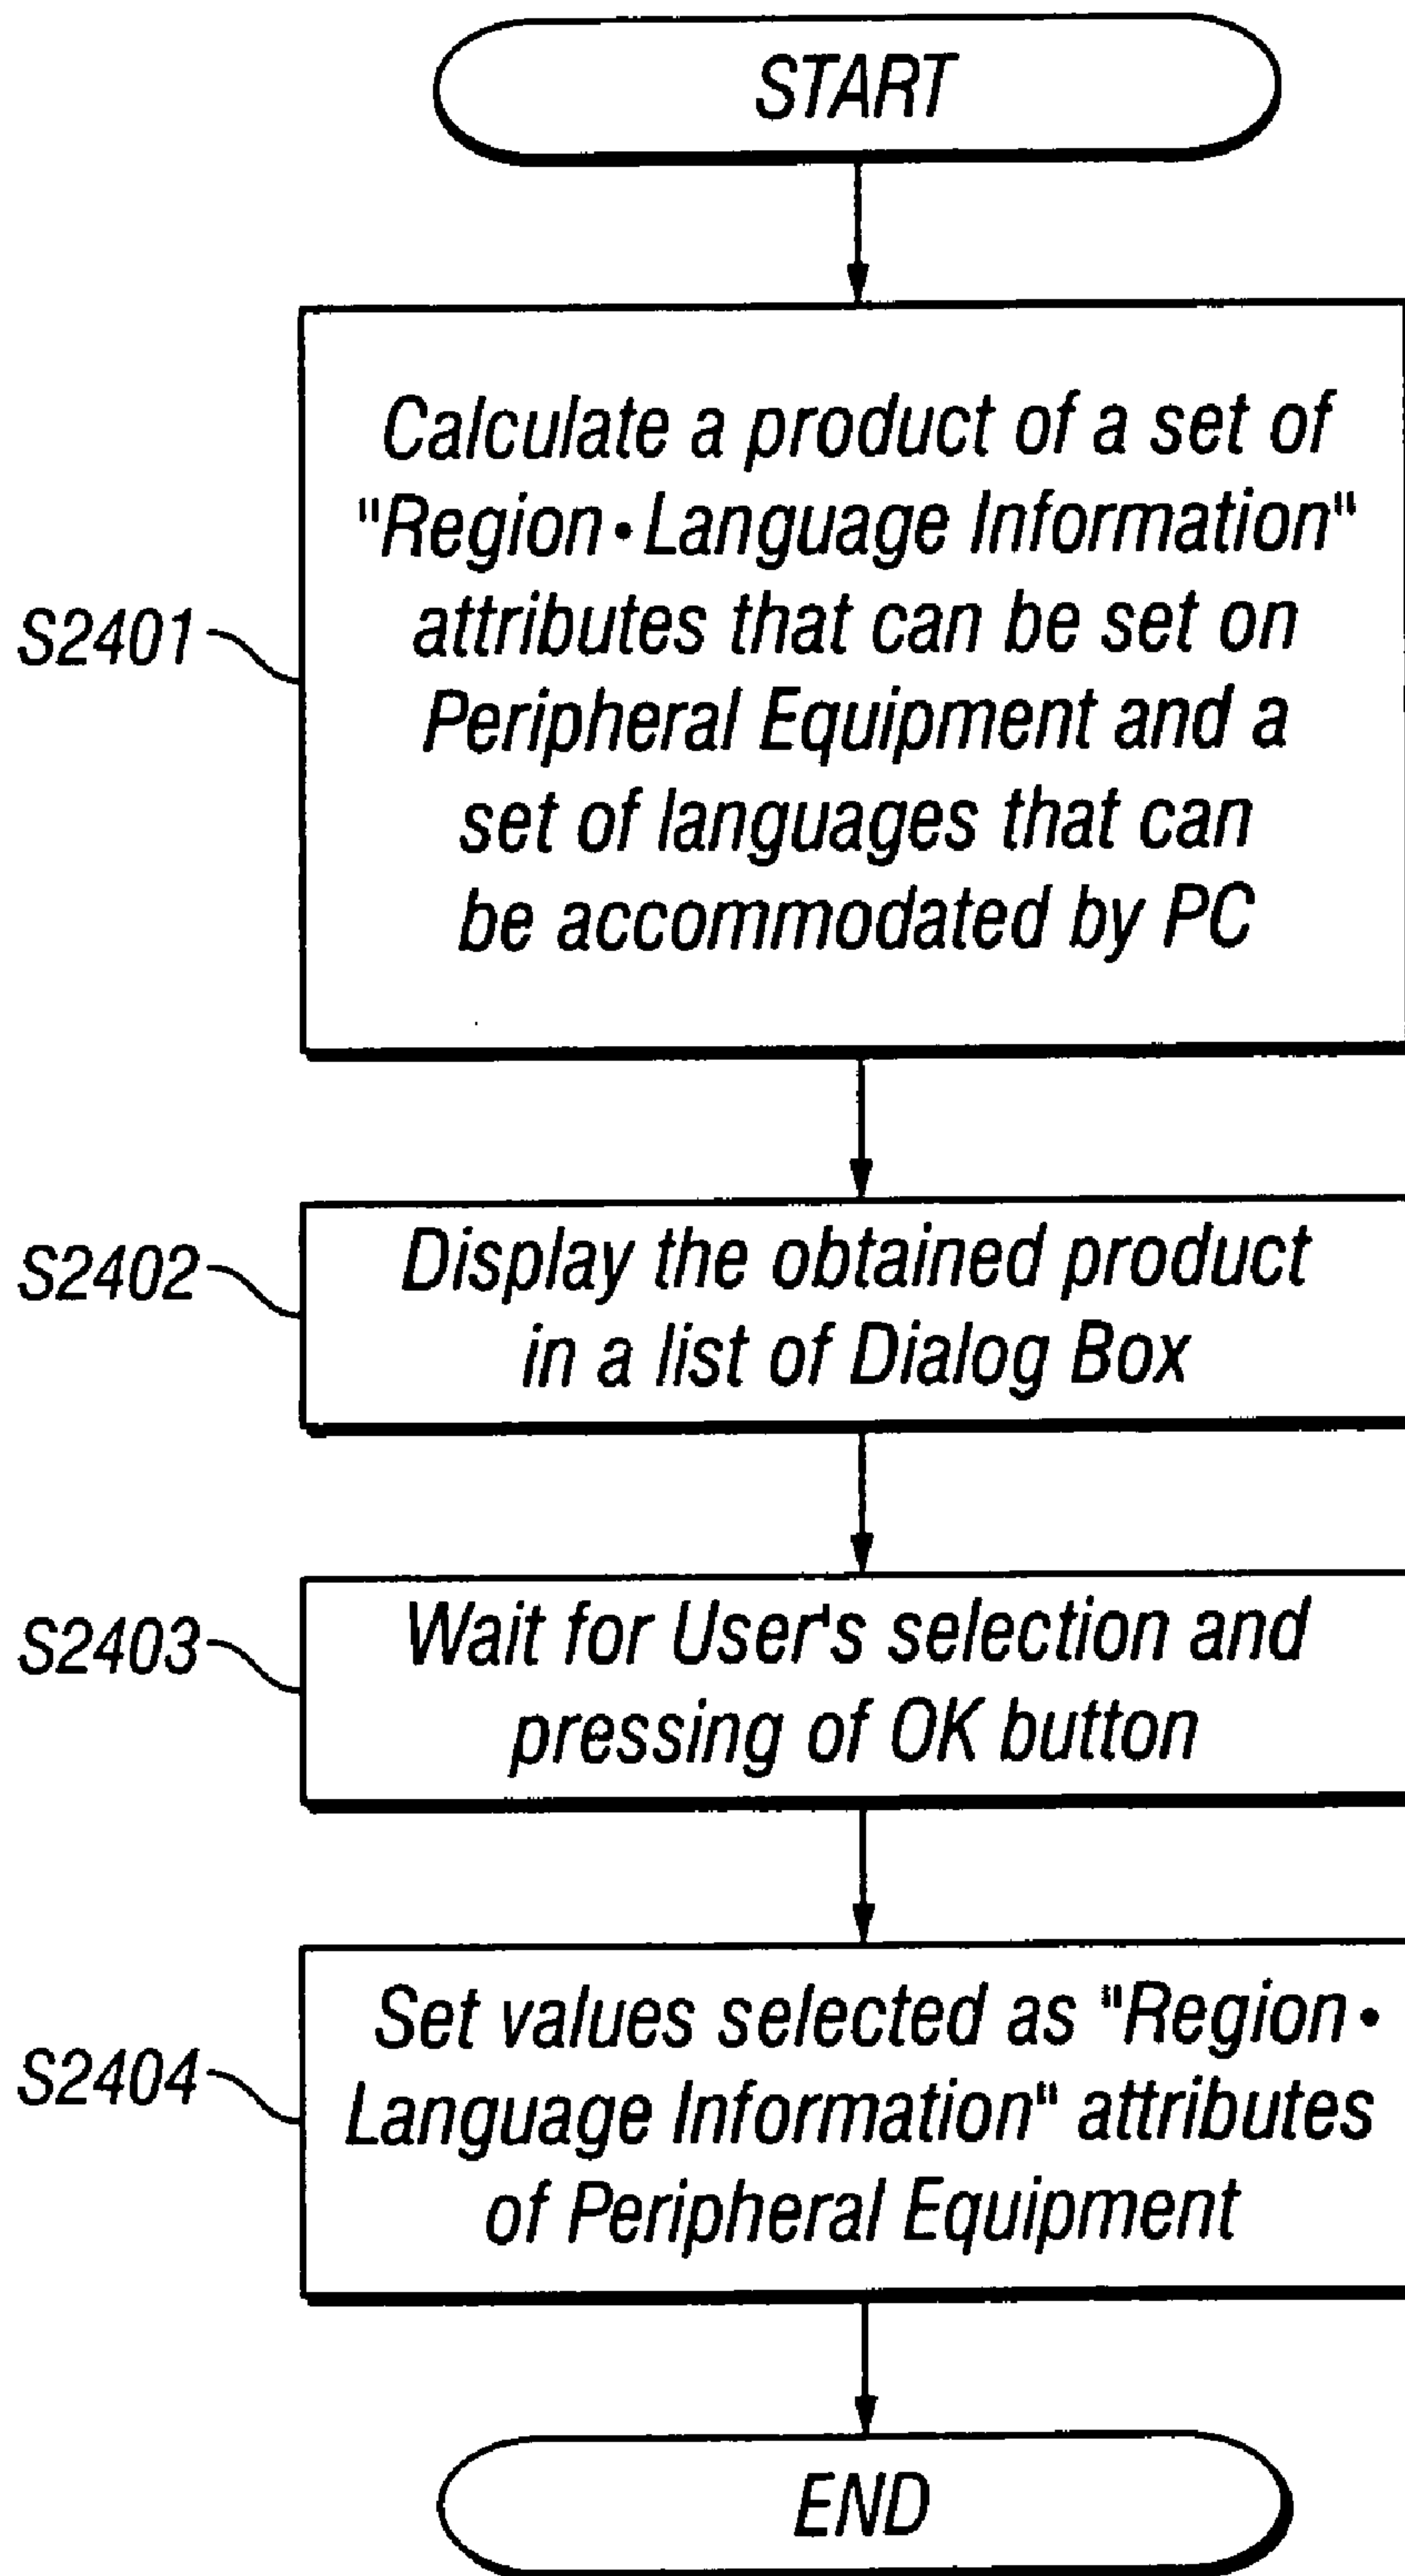 START
Calculate a product of a set of
"Region·Language Information"
attributes that can be set on
Peripheral Equipment and a
set of languages that can
be accommodated by PC
S2401
Display the obtained product
in a list of Dialog Box
S2402
Wait for User's selection and
pressing of OK button
S2403
Set values selected as "Region·
Language Information" attributes
of Peripheral Equipment
S2404
END